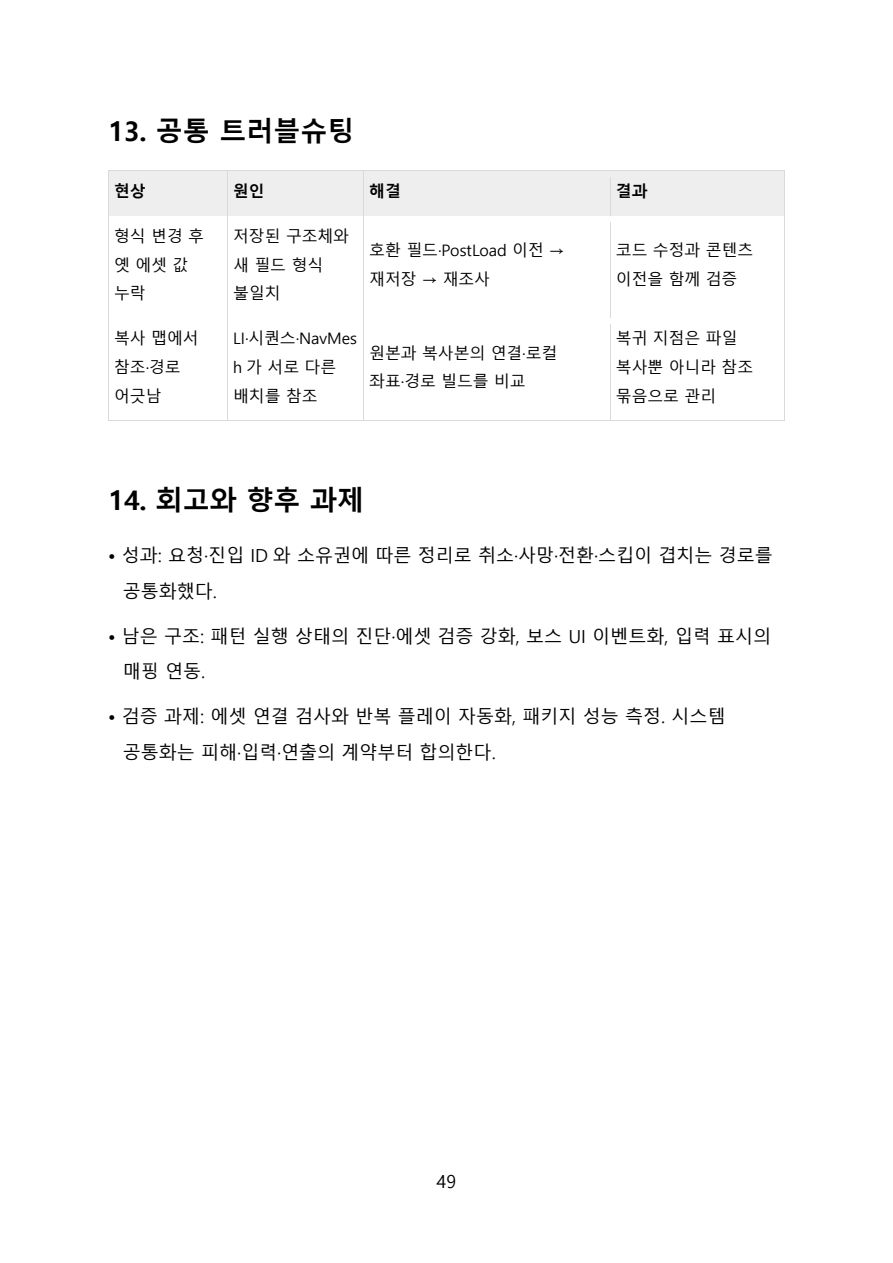 13. 공통 트러블슈팅
현상 원인 해결 결과
형식 변경 후
옛 에셋 값
누락
저장된 구조체와
새 필드 형식
불일치
호환 필드·PostLoad 이전 →
재저장 → 재조사
코드 수정과 콘텐츠
이전을 함께 검증
복사 맵에서
참조·경로
어긋남
LI·시퀀스·NavMes
h 가 서로 다른
배치를 참조
원본과 복사본의 연결·로컬
좌표·경로 빌드를 비교
복귀 지점은 파일
복사뿐 아니라 참조
묶음으로 관리
14. 회고와 향후 과제
• 성과: 요청·진입 ID 와 소유권에 따른 정리로 취소·사망·전환·스킵이 겹치는 경로를
공통화했다.
• 남은 구조: 패턴 실행 상태의 진단·에셋 검증 강화, 보스 UI 이벤트화, 입력 표시의
매핑 연동.
• 검증 과제: 에셋 연결 검사와 반복 플레이 자동화, 패키지 성능 측정. 시스템
공통화는 피해·입력·연출의 계약부터 합의한다.
49